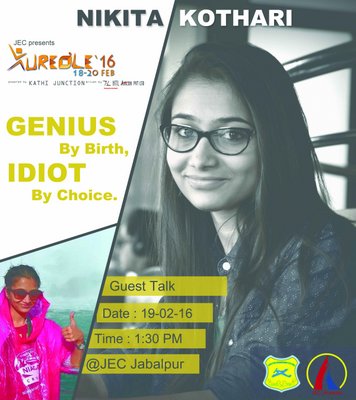 NIKITA KOTHARI
JEC presents
AUREOLE'16
18-20 FEB
KATHI JUNCTION
GENIUS
By Birth,
IDIOT
By Choice.
Guest Talk
Date : 19-02-16
Time : 1:30 PM
@JEC Jabalpur